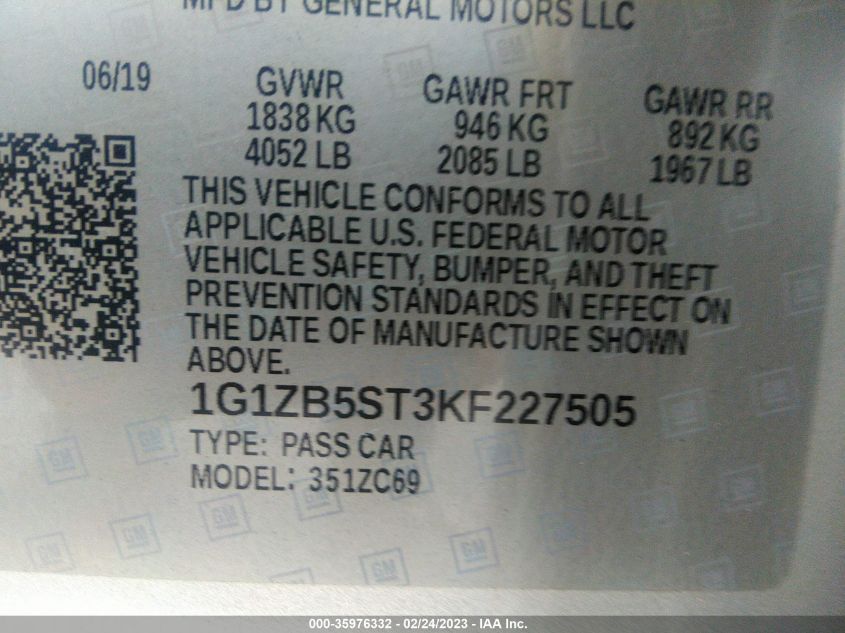 MFD BY GENERAL MOTORS LLC
06/19 GVWR GAWR FRT GAWR RR
1838 KG 946 KG 892 KG
4052 LB 2085 LB 1967 LB
THIS VEHICLE CONFORMS TO ALL
APPLICABLE U.S. FEDERAL MOTOR
VEHICLE SAFETY, BUMPER, AND THEFT
PREVENTION STANDARDS IN EFFECT ON
THE DATE OF MANUFACTURE SHOWN
ABOVE.
1G1ZB5ST3KF227505
TYPE: PASS CAR
MODEL: 351ZC69
000-35976332 - 02/24/2023 - IAA Inc.